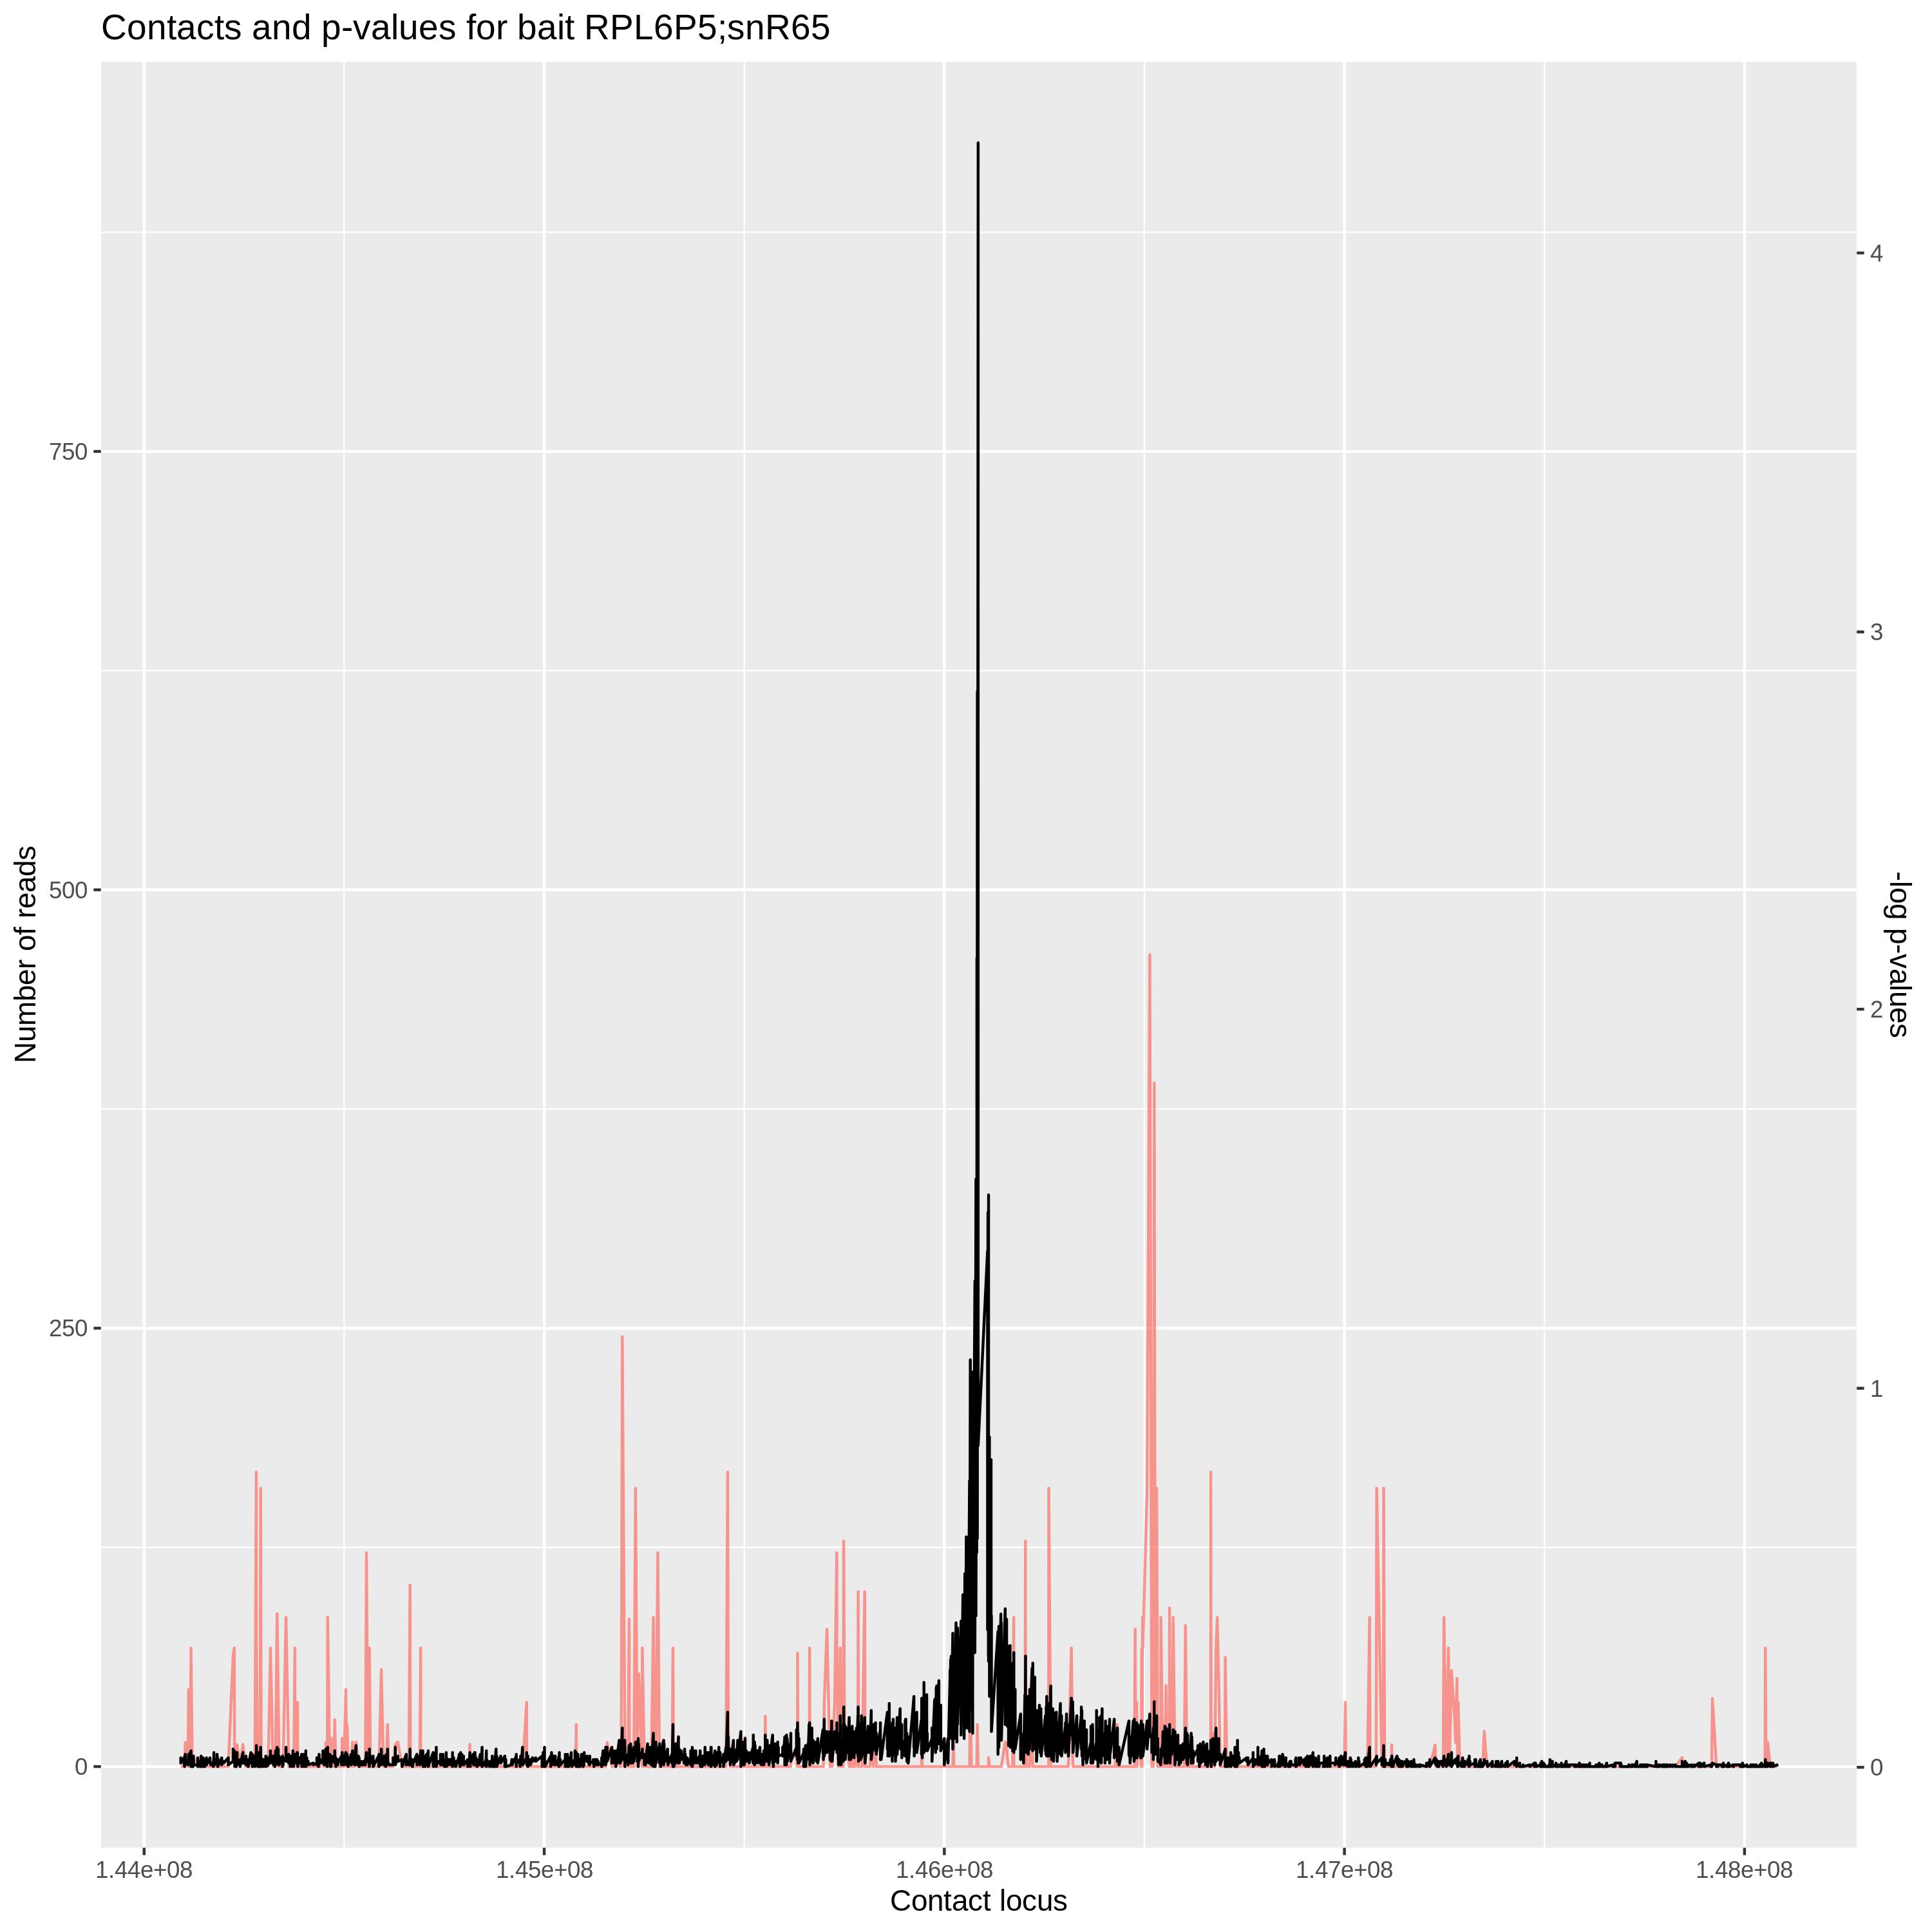 Contacts and p-values for bait RPL6P5;snR65
Number of reads
750
500
250
0
4
3
2
1
0
-log p-values
1.44e+08
1.45e+08
1.46e+08
1.47e+08
1.48e+08
Contact locus